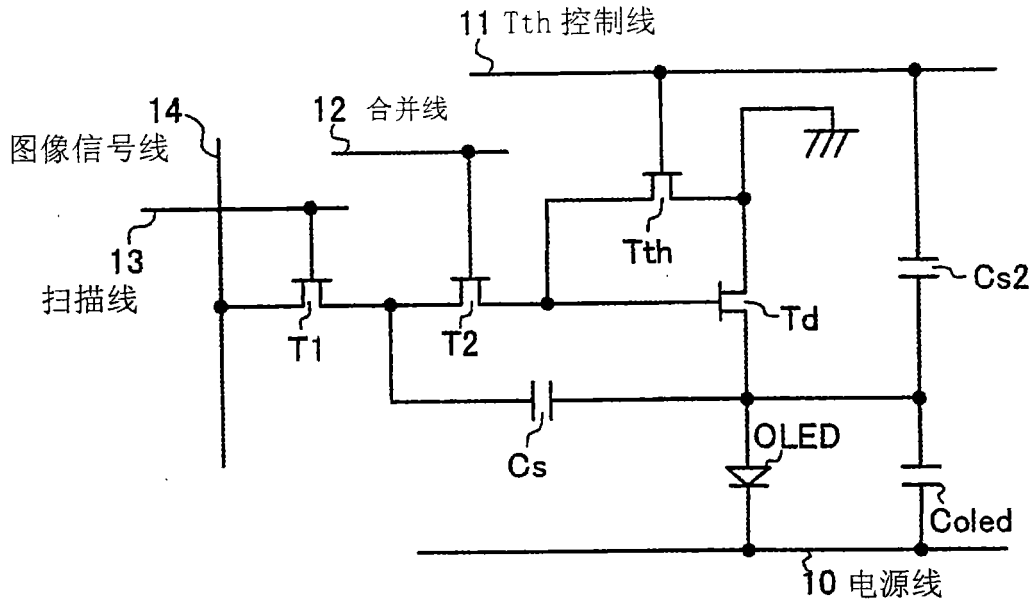 11 Tth 控制线
14
12 合并线
图像信号线
13
扫描线
Tth
Cs2
T1
T2
Td
Cs
OLED
Coled
10 电源线